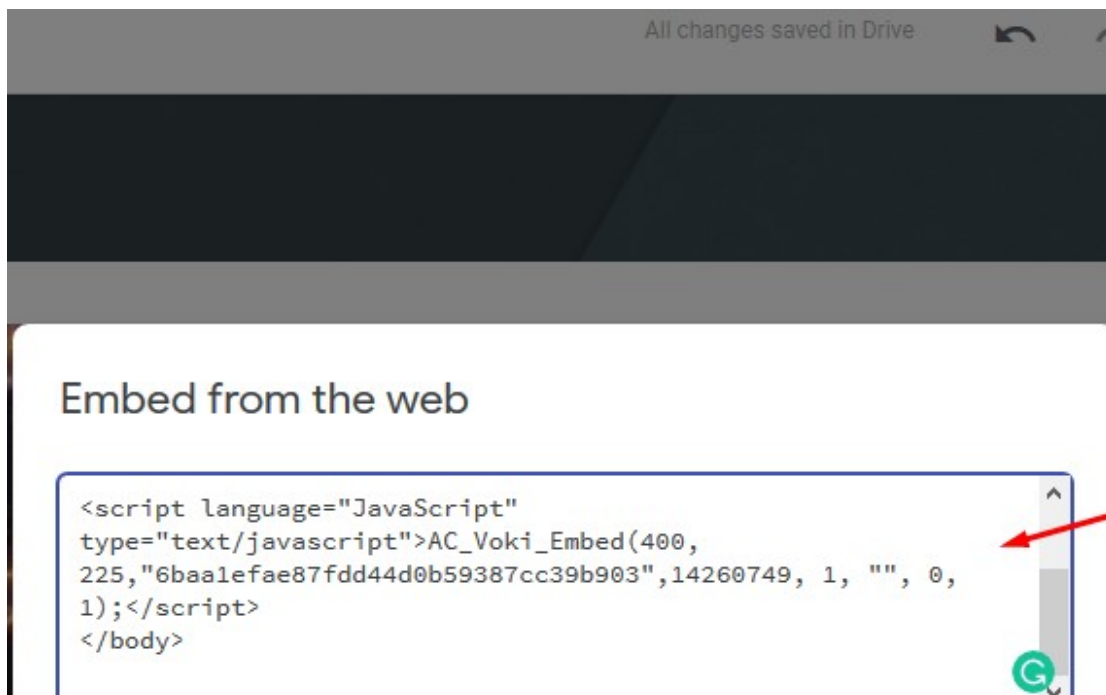 All changes saved in Drive
Embed from the web
<script language="JavaScript"
type="text/javascript">AC_Voki_Embed(400,
225,"6baa1efae87fdd44d0b59387cc39b903",14260749, 1, "", 0,
1);</script>
</body>